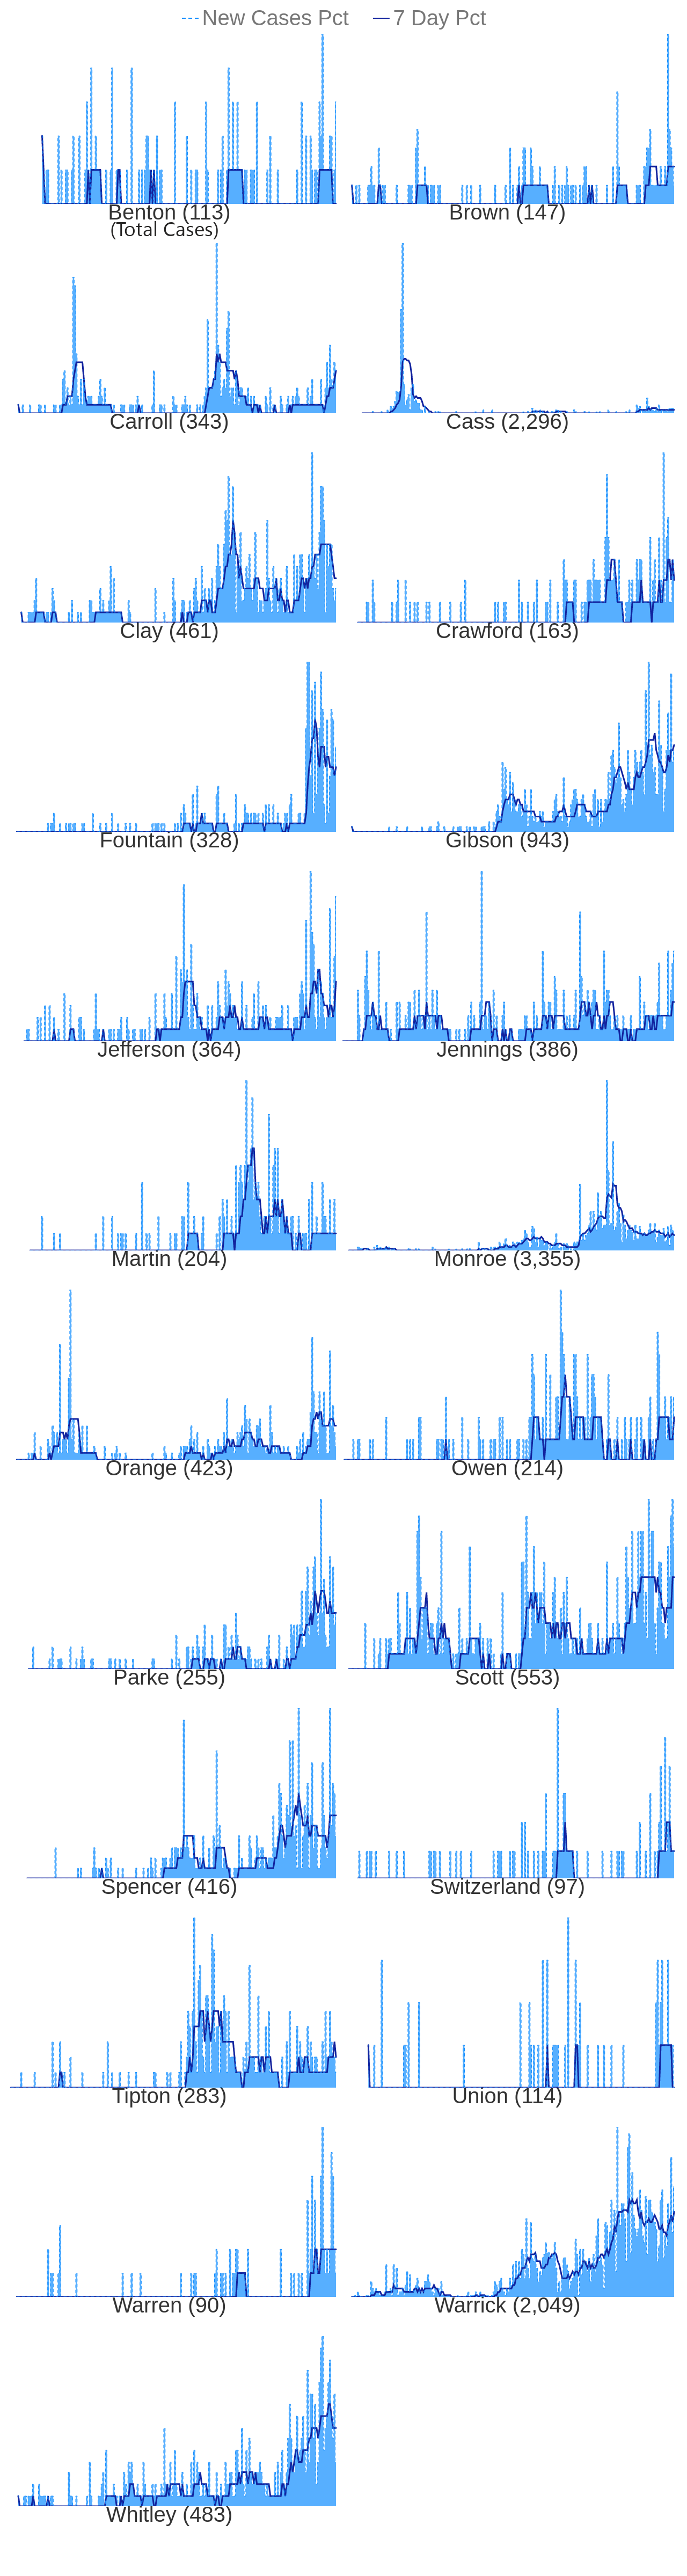 New Cases Pct 7 Day Pct
Benton (113) Brown (147)
(Total Cases)
Carroll (343) Cass (2,296)
Clay (461) Crawford (163)
Fountain (328) Gibson (943)
Jefferson (364) Jennings (386)
Martin (204) Monroe (3,355)
Orange (423) Owen (214)
Parke (255) Scott (553)
Spencer (416) Switzerland (97)
Tipton (283) Union (114)
Warren (90) Warrick (2,049)
Whitley (483)